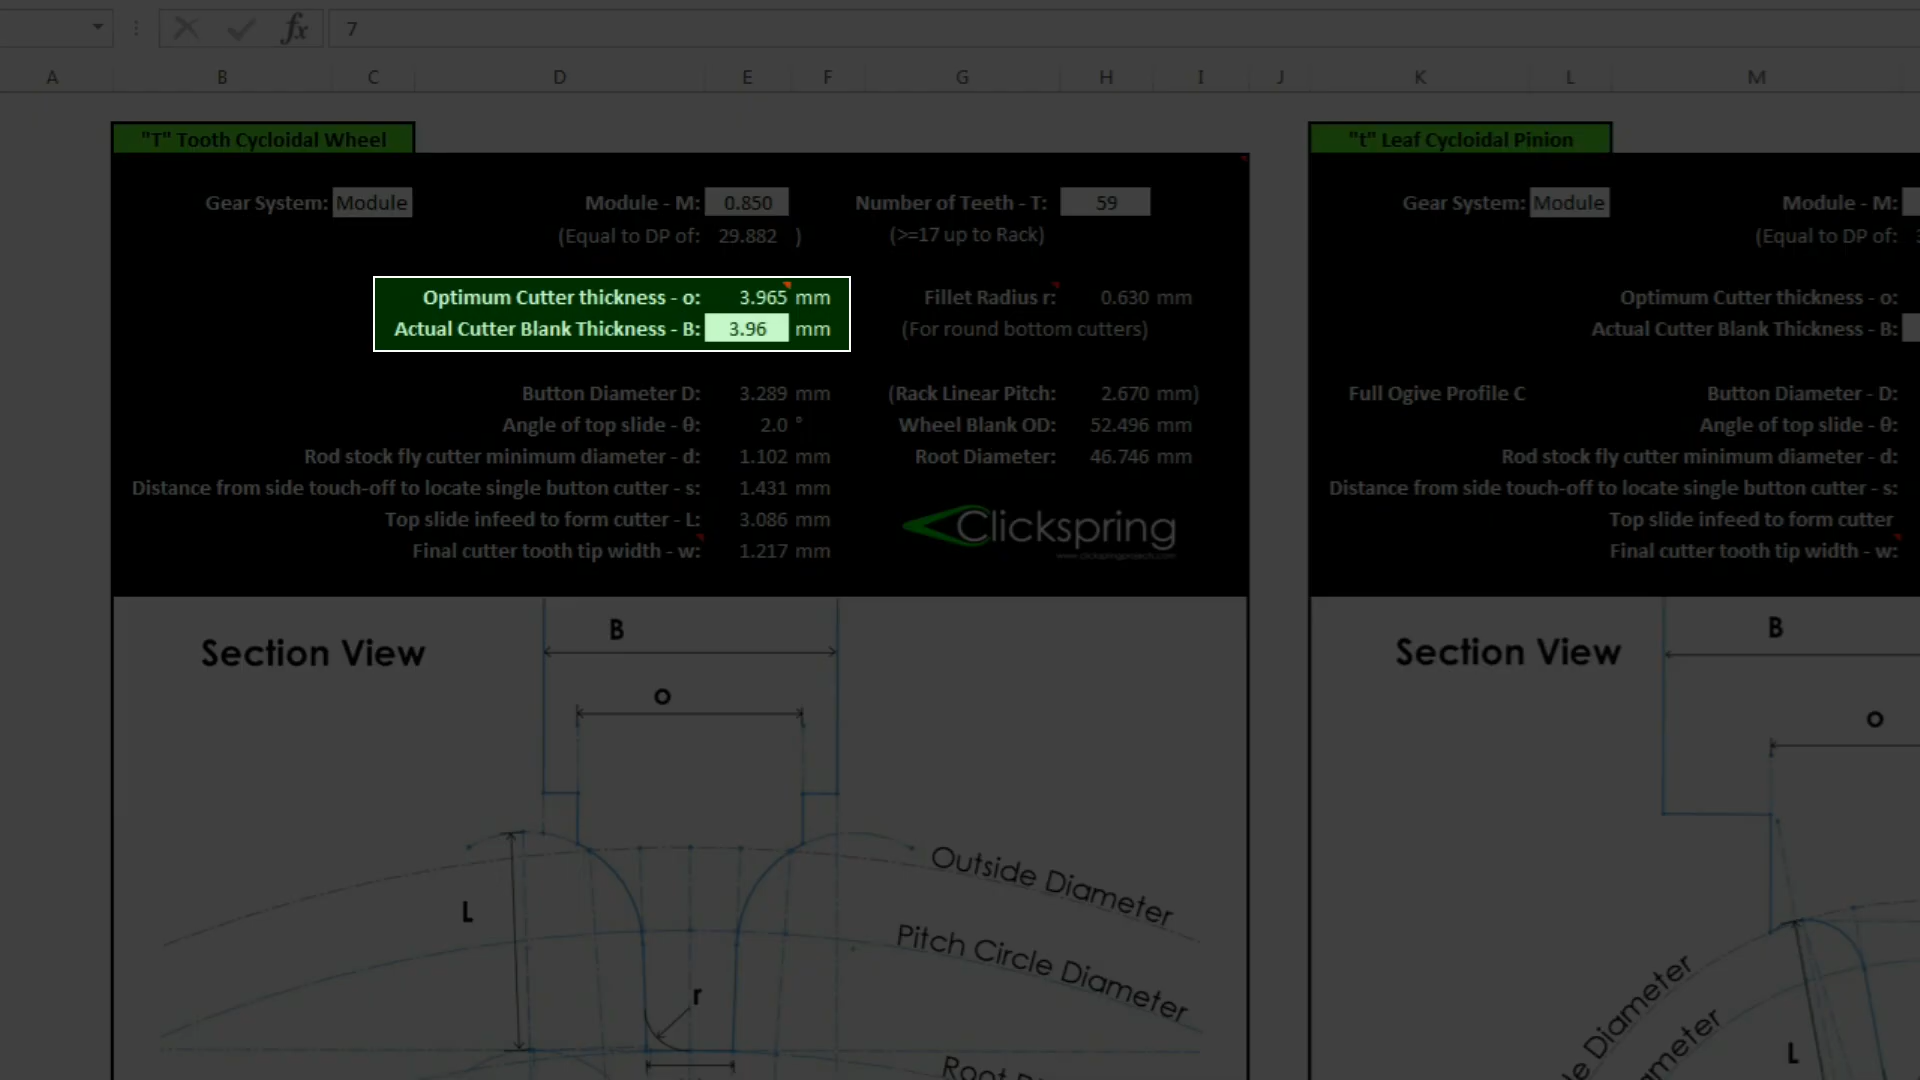 fx 7
A B C D E F G H I J K L M
"T" Tooth Cycloidal Wheel
Gear System: Module
Module - M: 0.850
Number of Teeth - T: 59
(Equal to DP of: 29.882 )
(>=17 up to Rack)
Optimum Cutter thickness - o: 3.965 mm
Fillet Radius r: 0.630 mm
Actual Cutter Blank Thickness - B: 3.96 mm
(For round bottom cutters)
Button Diameter D: 3.289 mm
(Rack Linear Pitch: 2.670 mm)
Angle of top slide - θ: 2.0 °
Wheel Blank OD: 52.496 mm
Rod stock fly cutter minimum diameter - d: 1.102 mm
Root Diameter: 46.746 mm
Distance from side touch-off to locate single button cutter - s: 1.431 mm
Top slide infeed to form cutter - L: 3.086 mm
Final cutter tooth tip width - w: 1.217 mm
Clickspring
www.clickspringprojects.com
Section View
B
o
L
r
Outside Diameter
Pitch Circle Diameter
"t" Leaf Cycloidal Pinion
Gear System: Module
Module - M:
(Equal to DP of:
Optimum Cutter thickness - o:
Actual Cutter Blank Thickness - B:
Full Ogive Profile C
Button Diameter - D:
Angle of top slide - θ:
Rod stock fly cutter minimum diameter - d:
Distance from side touch-off to locate single button cutter - s:
Top slide infeed to form cutter
Final cutter tooth tip width - w:
Section View
B
o
L
Diameter